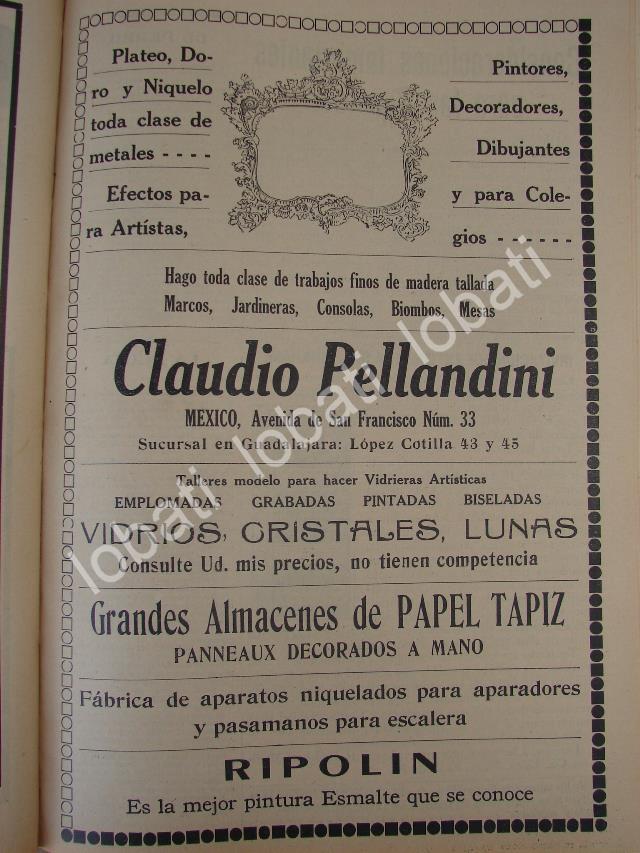 Plateo, Do-
ro y Niquelo
toda clase de
metales - - - -
Efectos pa-
ra Artístas,
Pintores,
Decoradores,
Dibujantes
y para Cole-
gios - - - - - -
Hago toda clase de trabajos finos de madera tallada
Marcos, Jardineras, Consolas, Biombos, Mesas
Claudio Pellandini
MEXICO, Avenida de San Francisco Núm. 33
Sucursal en Guadalajara: López Cotilla 43 y 45
Talleres modelo para hacer Vidrieras Artísticas
EMPLOMADAS GRABADAS PINTADAS BISELADAS
VIDRIOS, CRISTALES, LUNAS
Consulte Ud. mis precios, no tienen competencia
Grandes Almacenes de PAPEL TAPIZ
PANNEAUX DECORADOS A MANO
Fábrica de aparatos niquelados para aparadores
y pasamanos para escalera
RIPOLIN
Es la mejor pintura Esmalte que se conoce
lobati lobati lobati lobati